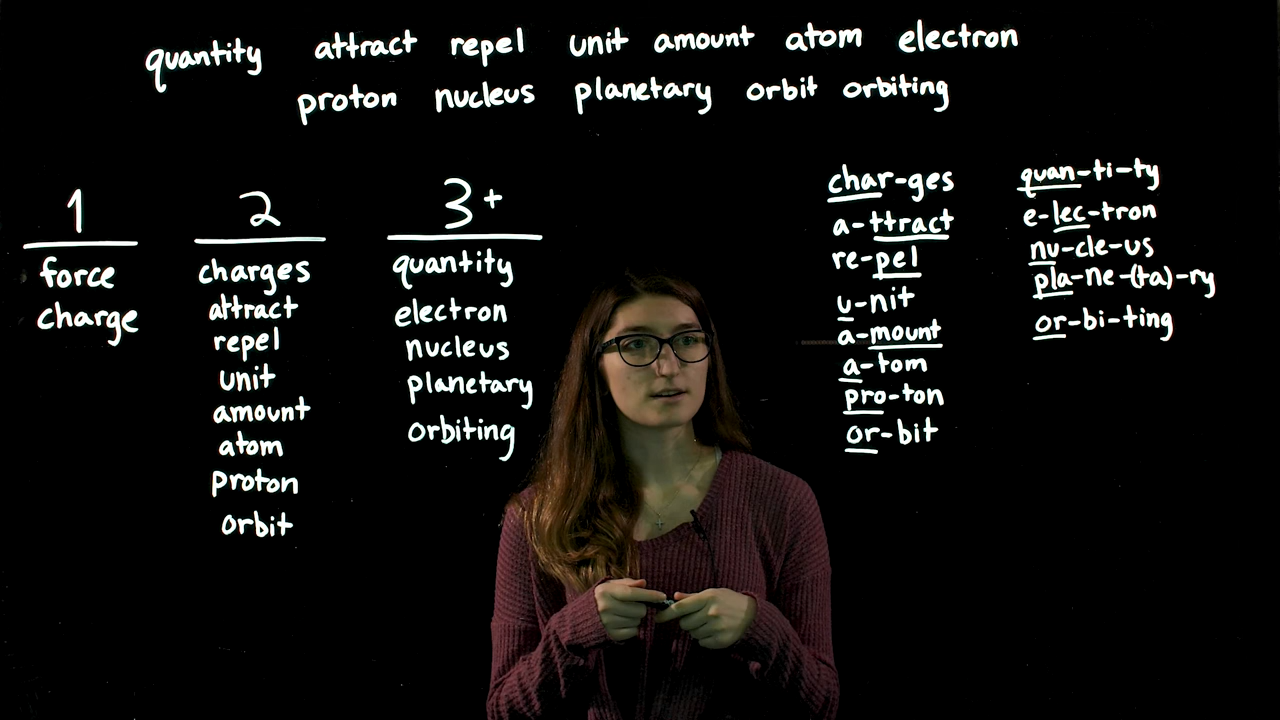 quantity attract repel unit amount atom electron
proton nucleus planetary orbit orbiting
1
force
charge
2
charges
attract
repel
unit
amount
atom
proton
orbit
3+
quantity
electron
nucleus
planetary
orbiting
char-ges
a-ttract
re-pel
u-nit
a-mount
a-tom
pro-ton
or-bit
quan-ti-ty
e-lec-tron
nu-cle-us
pla-ne-(ta)-ry
or-bi-ting